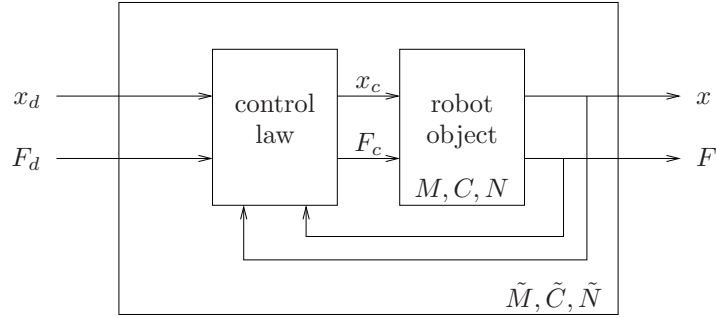 x_d
F_d
control
law
x_c
F_c
robot
object
M, C, N
x
F
M̃, C̃, Ñ